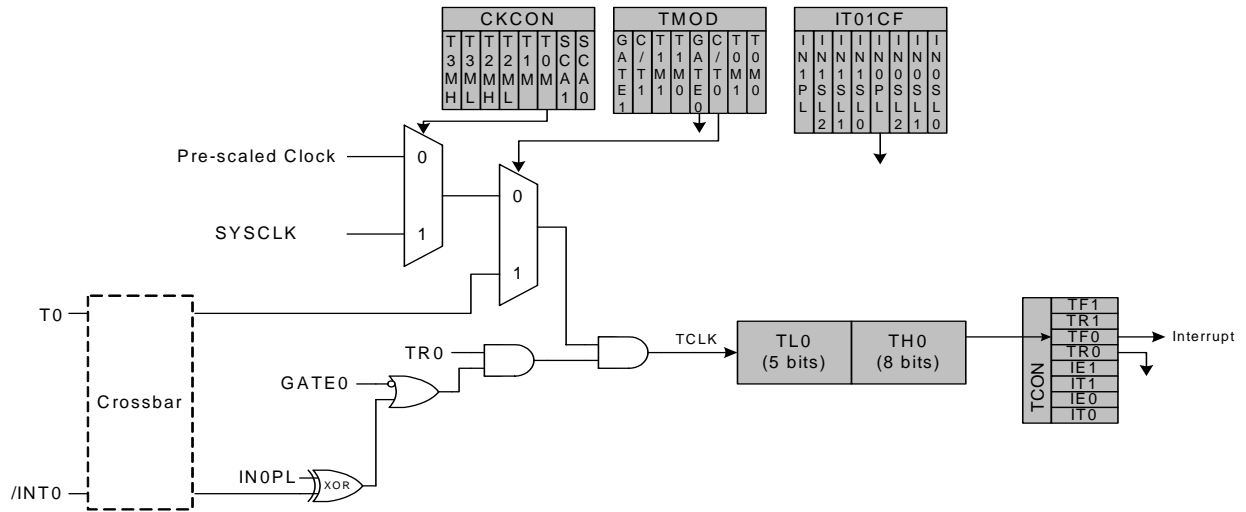 CKCON
T3MH T3ML T2MH T2ML T1M T0M SCA1 SCA0
TMOD
GATE1 C/T1 T1M1 T1M0 GATE0 C/T0 T0M1 T0M0
IT01CF
IN1PL IN1SL2 IN1SL1 IN1SL0 IN0PL IN0SL2 IN0SL1 IN0SL0
Pre-scaled Clock
0
SYSCLK
1
0
1
T0
Crossbar
/INT0
TR0
GATE0
IN0PL
XOR
TCLK
TL0
(5 bits)
TH0
(8 bits)
TCON
TF1
TR1
TF0
TR0
IE1
IT1
IE0
IT0
Interrupt